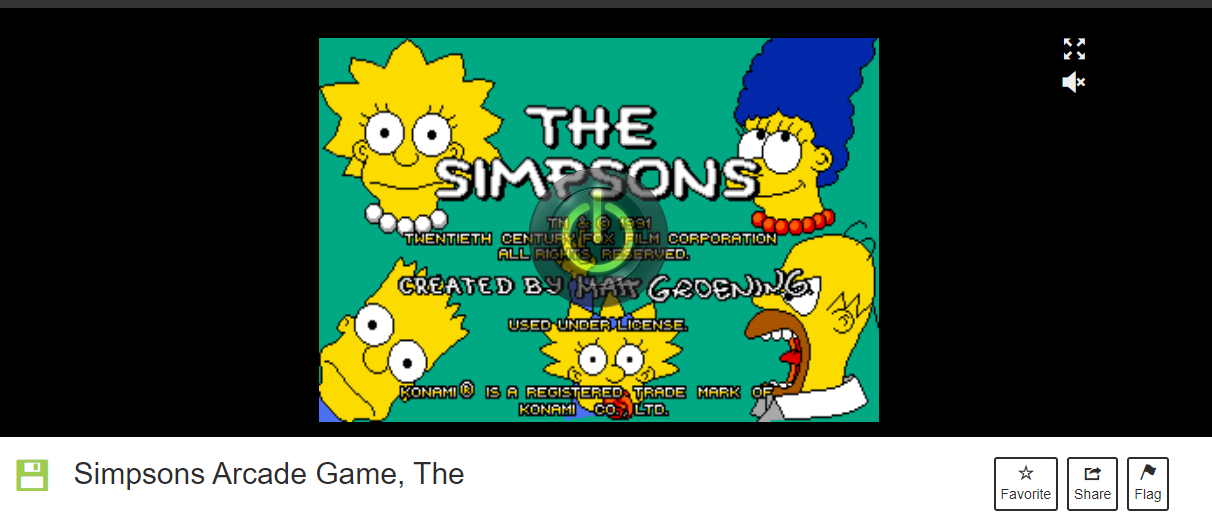 THE
SIMPSONS
TM & © 1991
TWENTIETH CENTURY FOX FILM CORPORATION
ALL RIGHTS RESERVED.
CREATED BY MATT GROENING.
USED UNDER LICENSE.
KONAMI® IS A REGISTERED TRADE MARK OF
KONAMI CO., LTD.
Simpsons Arcade Game, The
Favorite Share Flag